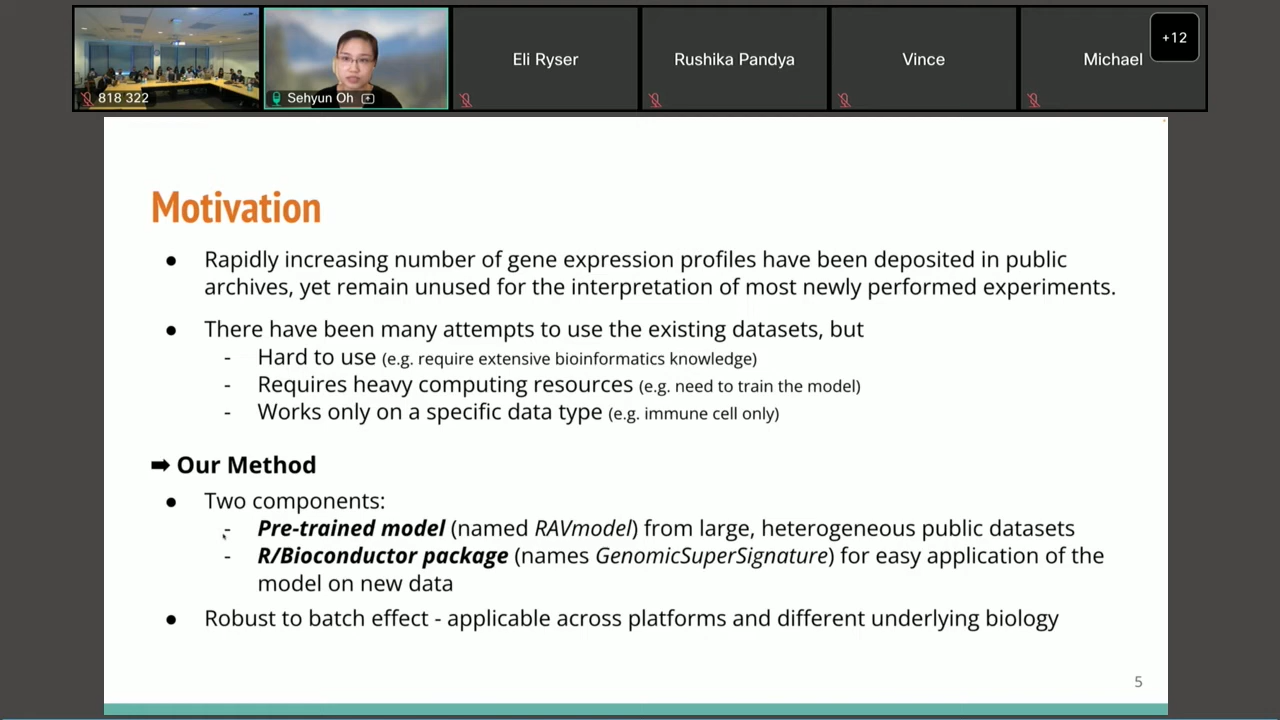 818 322
Sehyun Oh
Eli Ryser
Rushika Pandya
Vince
Michael
+12
Motivation
● Rapidly increasing number of gene expression profiles have been deposited in public
archives, yet remain unused for the interpretation of most newly performed experiments.
● There have been many attempts to use the existing datasets, but
- Hard to use (e.g. require extensive bioinformatics knowledge)
- Requires heavy computing resources (e.g. need to train the model)
- Works only on a specific data type (e.g. immune cell only)
➡ Our Method
● Two components:
- Pre-trained model (named RAVmodel) from large, heterogeneous public datasets
- R/Bioconductor package (names GenomicSuperSignature) for easy application of the
model on new data
● Robust to batch effect - applicable across platforms and different underlying biology
5